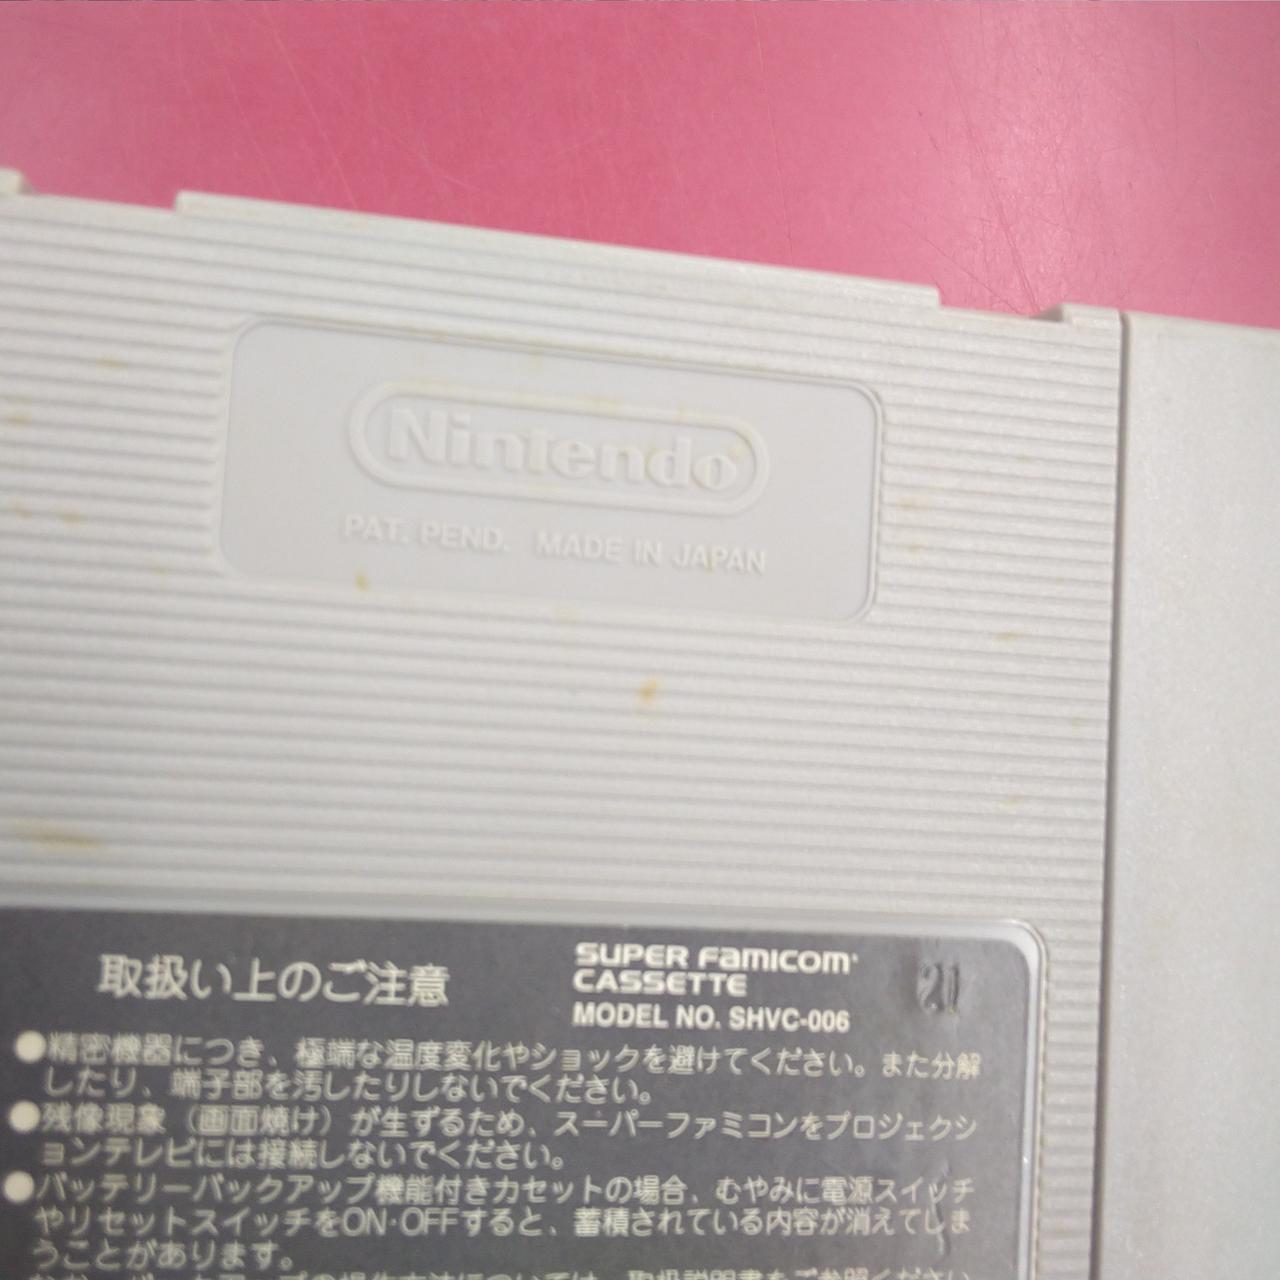 Nintendo
PAT. PEND. MADE IN JAPAN
取扱い上のご注意
SUPER Famicom
CASSETTE
MODEL NO. SHVC-006
20
●精密機器につき、極端な温度変化やショックを避けてください。また分解
したり、端子部を汚したりしないでください。
●残像現象（画面焼け）が生ずるため、スーパーファミコンをプロジェクシ
ョンテレビには接続しないでください。
●バッテリーバックアップ機能付きカセットの場合、むやみに電源スイッチ
やリセットスイッチをON·OFFすると、蓄積されている内容が消えてしま
うことがあります。